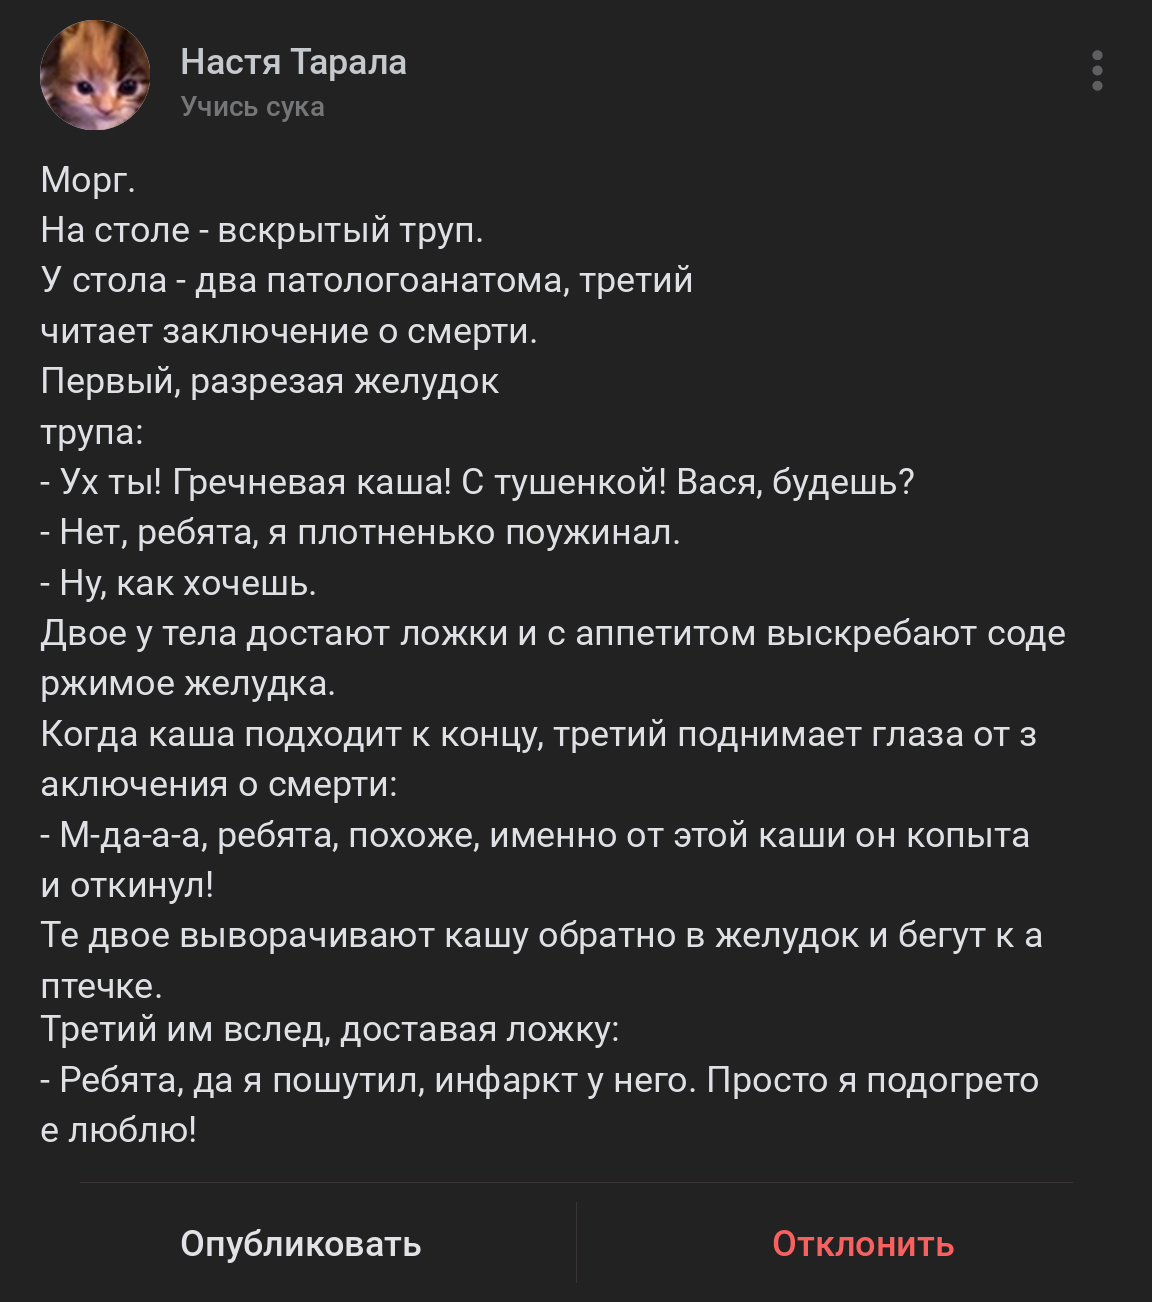 Настя Тарала
Учись сука
Морг.
На столе - вскрытый труп.
У стола - два патологоанатома, третий
читает заключение о смерти.
Первый, разрезая желудок
трупа:
- Ух ты! Гречневая каша! С тушенкой! Вася, будешь?
- Нет, ребята, я плотненько поужинал.
- Ну, как хочешь.
Двое у тела достают ложки и с аппетитом выскребают соде
ржимое желудка.
Когда каша подходит к концу, третий поднимает глаза от з
аключения о смерти:
- М-да-а-а, ребята, похоже, именно от этой каши он копыта
и откинул!
Те двое выворачивают кашу обратно в желудок и бегут к а
птечке.
Третий им вслед, доставая ложку:
- Ребята, да я пошутил, инфаркт у него. Просто я подогрето
е люблю!
Опубликовать
Отклонить